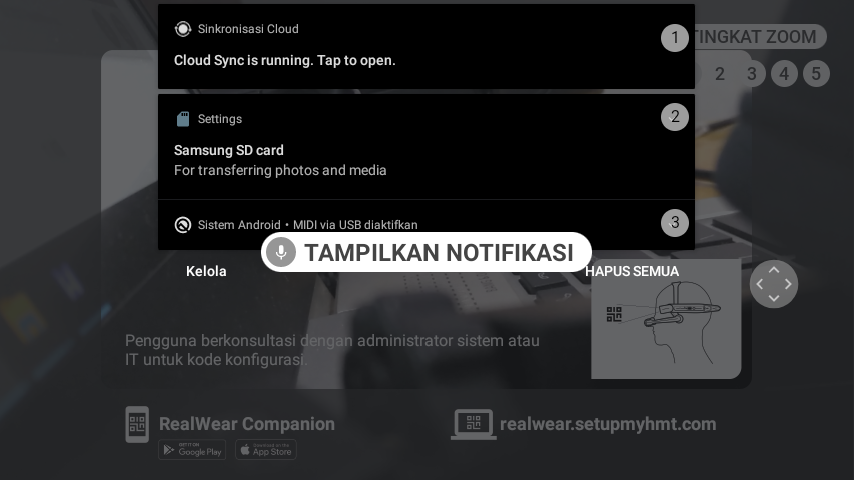 Sinkronisasi Cloud
1
TINGKAT ZOOM
Cloud Sync is running. Tap to open.
2 3 4 5
Settings
2
Samsung SD card
For transferring photos and media
Sistem Android • MIDI via USB diaktifkan
3
TAMPILKAN NOTIFIKASI
Kelola
HAPUS SEMUA
Pengguna berkonsultasi dengan administrator sistem atau
IT untuk kode konfigurasi.
RealWear Companion
realwear.setupmyhmt.com
GET IT ON
Google Play
Download on the
App Store